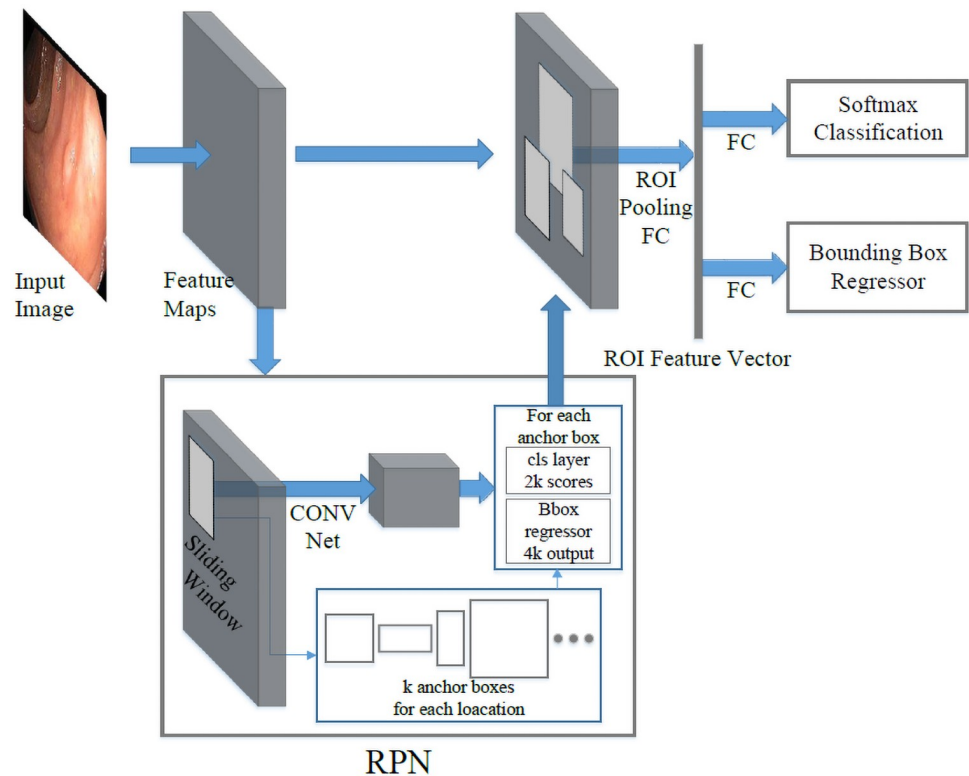 Input
Image
Feature
Maps
ROI
Pooling
FC
FC
Softmax
Classification
FC
Bounding Box
Regressor
ROI Feature Vector
Sliding
Window
CONV
Net
For each
anchor box
cls layer
2k scores
Bbox
regressor
4k output
k anchor boxes
for each loacation
RPN